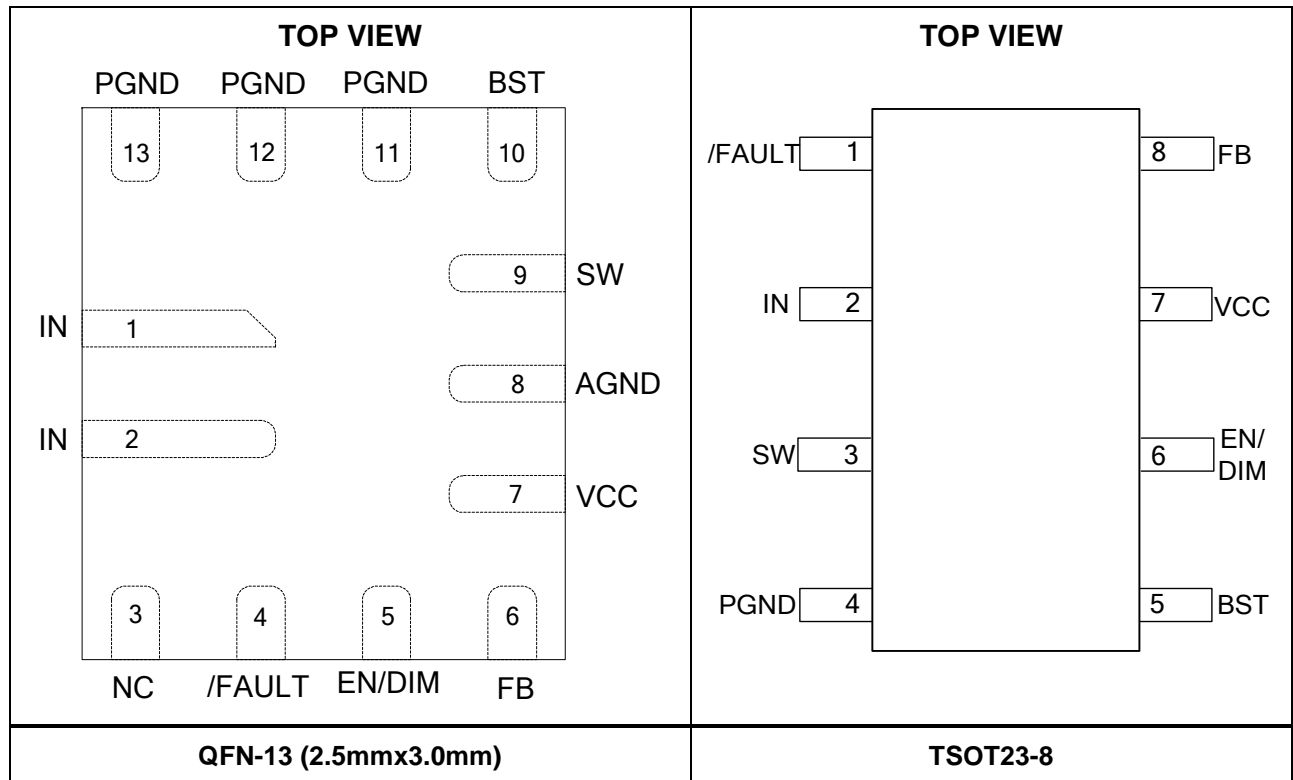 TOP VIEW
PGND PGND PGND BST
13 12 11 10
9 SW
IN 1
8 AGND
IN 2
7 VCC
3 4 5 6
NC /FAULT EN/DIM FB
QFN-13 (2.5mmx3.0mm)
TOP VIEW
/FAULT 1 8 FB
IN 2 7 VCC
SW 3 6 EN/
DIM
PGND 4 5 BST
TSOT23-8